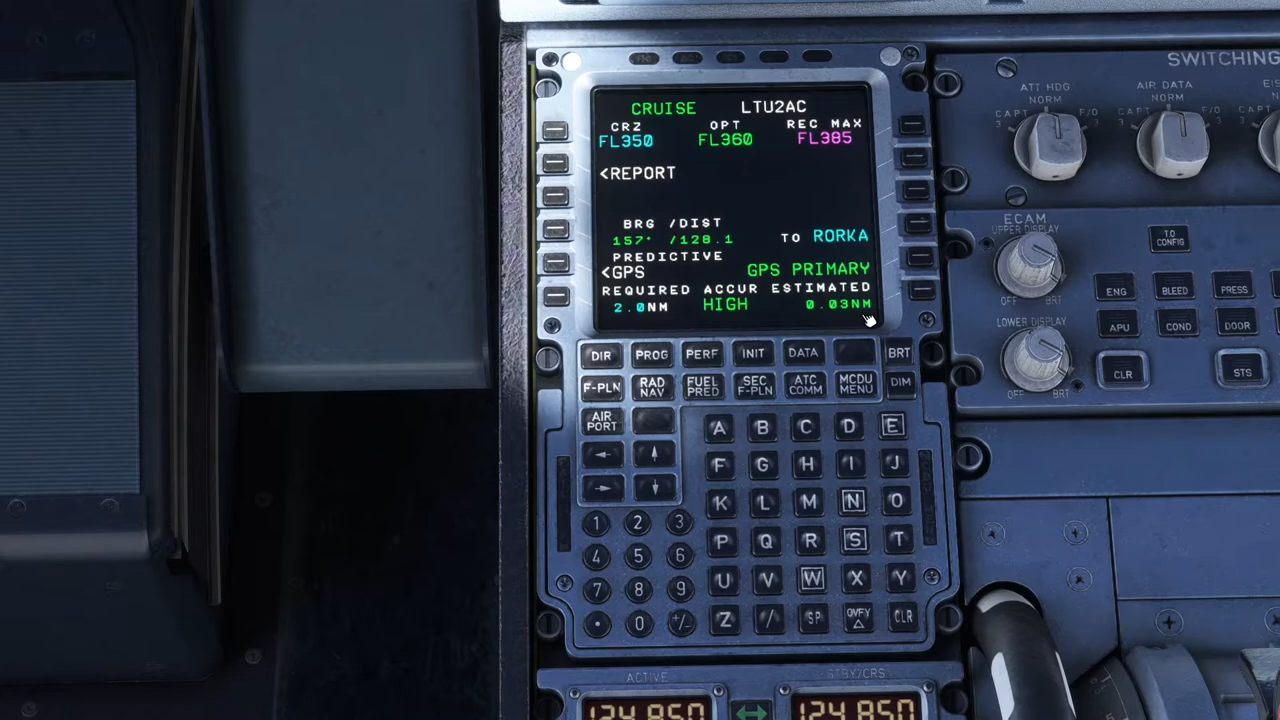 CRUISE LTU2AC
CRZ OPT REC MAX
FL350 FL360 FL385
<REPORT
BRG /DIST
157° /128.1 TO RORKA
PREDICTIVE
<GPS GPS PRIMARY
REQUIRED ACCUR ESTIMATED
2.0NM HIGH 0.03NM
DIR PROG PERF INIT DATA BRT
F-PLN RAD NAV FUEL PRED SEC F-PLN ATC COMM MCDU MENU DIM
AIR PORT
← ↑
→ ↓
A B C D E
F G H I J
K L M N O
P Q R S T
U V W X Y
Z / SP OVFY △ CLR
1 2 3
4 5 6
7 8 9
. 0 +/-
ACTIVE STBY/CRS
124.850 124.850
SWITCHING
ATT HDG AIR DATA
NORM NORM
CAPT 3 F/O CAPT 3 F/O
ECAM
UPPER DISPLAY
OFF BRT
LOWER DISPLAY
OFF BRT
T.O CONFIG
ENG BLEED PRESS
APU COND DOOR
CLR STS